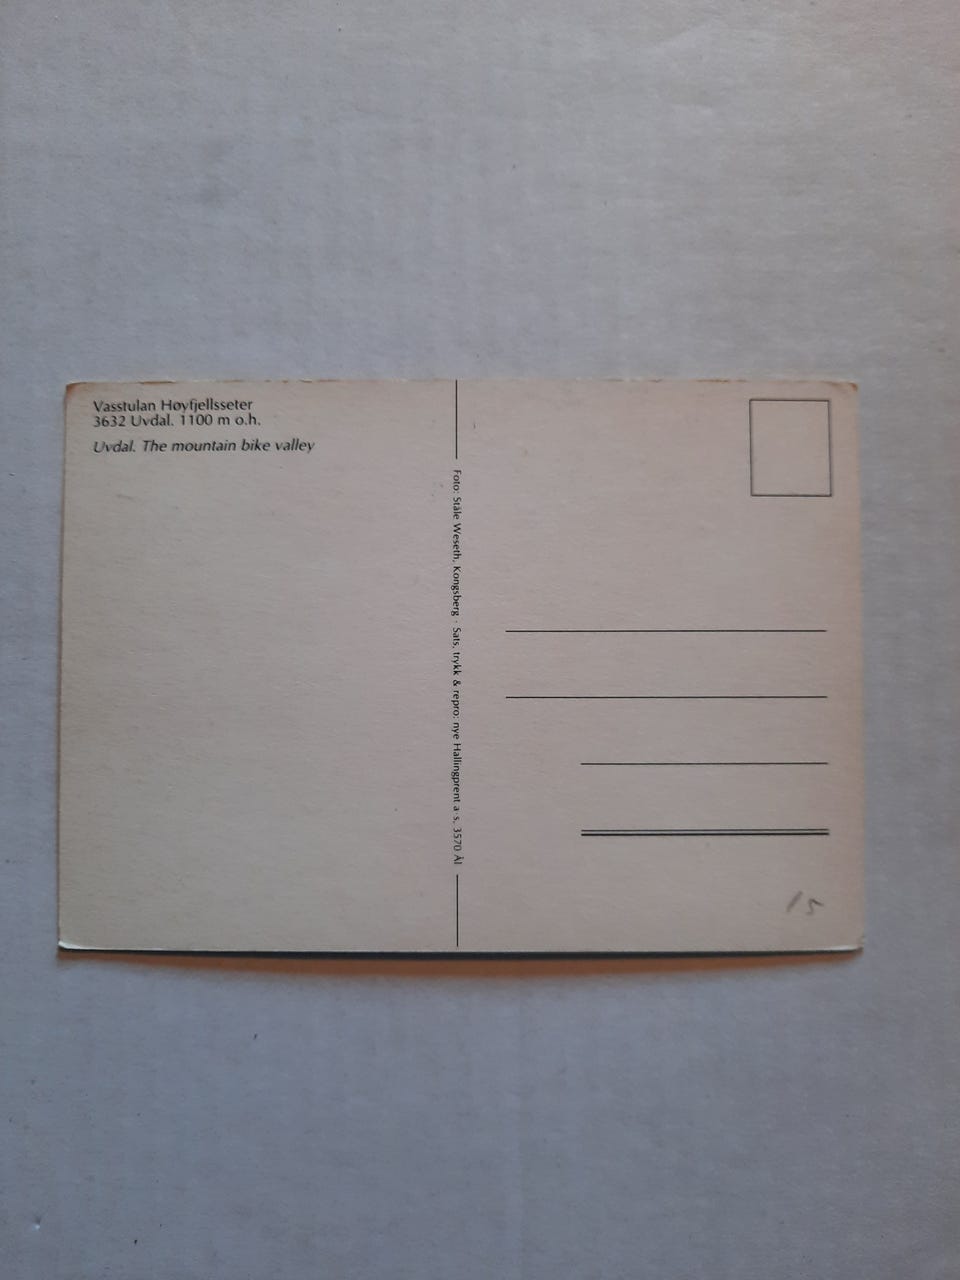 Vasstulan Høyfjellsseter
3632 Uvdal. 1100 m o.h.
Uvdal. The mountain bike valley
Foto: Ståle Weseth, Kongsberg · Sats, trykk & repro: nye Hallingprent a·s, 3570 Ål
15